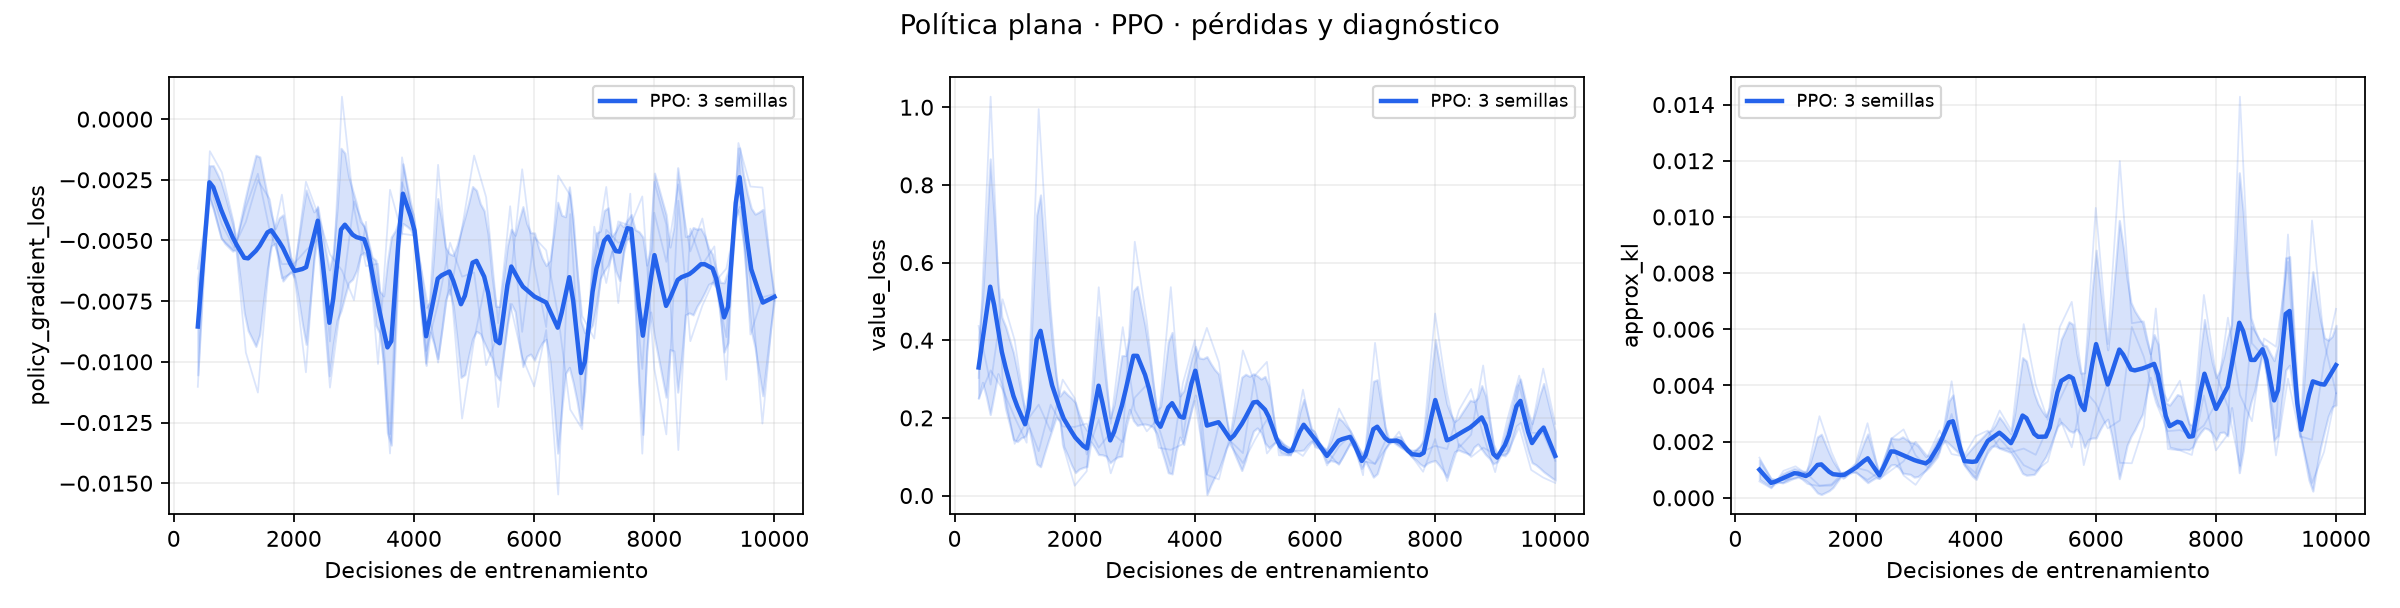 Política plana · PPO · pérdidas y diagnóstico
policy_gradient_loss
0.0000
−0.0025
−0.0050
−0.0075
−0.0100
−0.0125
−0.0150
PPO: 3 semillas
0 2000 4000 6000 8000 10000
Decisiones de entrenamiento
value_loss
1.0
0.8
0.6
0.4
0.2
0.0
PPO: 3 semillas
0 2000 4000 6000 8000 10000
Decisiones de entrenamiento
approx_kl
0.014
0.012
0.010
0.008
0.006
0.004
0.002
0.000
PPO: 3 semillas
0 2000 4000 6000 8000 10000
Decisiones de entrenamiento